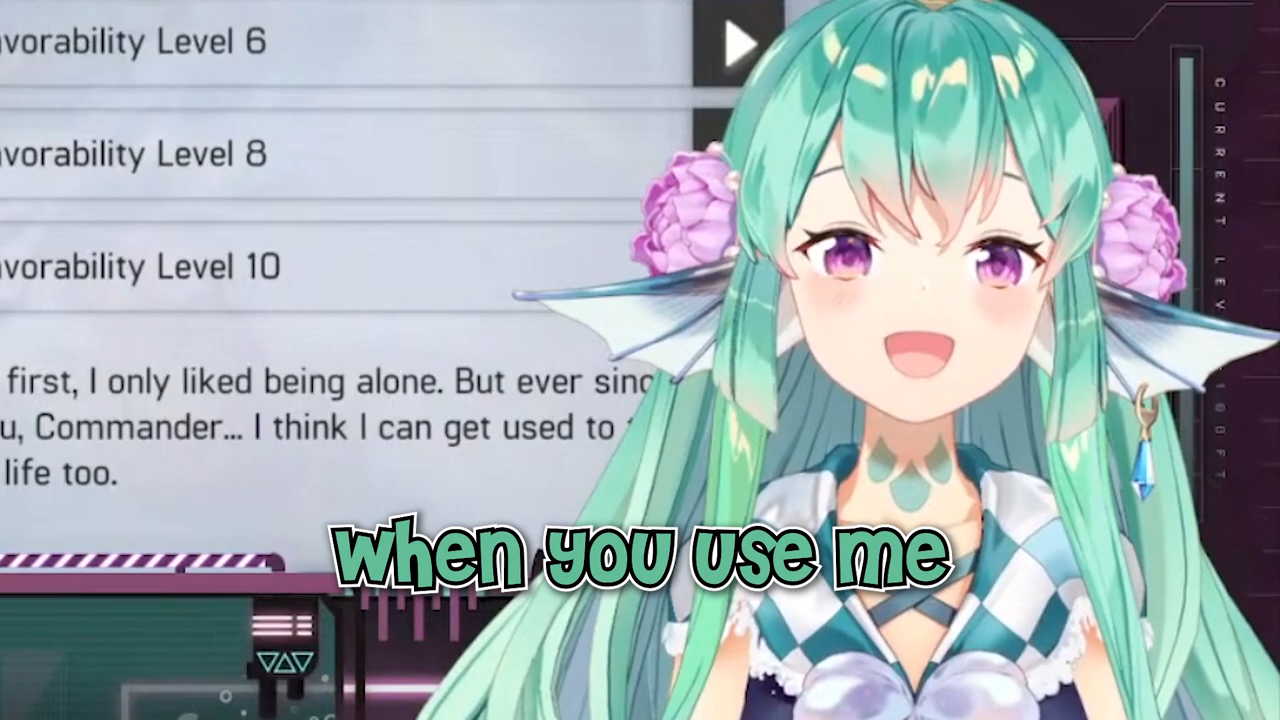 avorability Level 6
avorability Level 8
avorability Level 10
first, I only liked being alone. But ever sinc
u, Commander... I think I can get used to
life too.
when you use me
CURRENT LEV